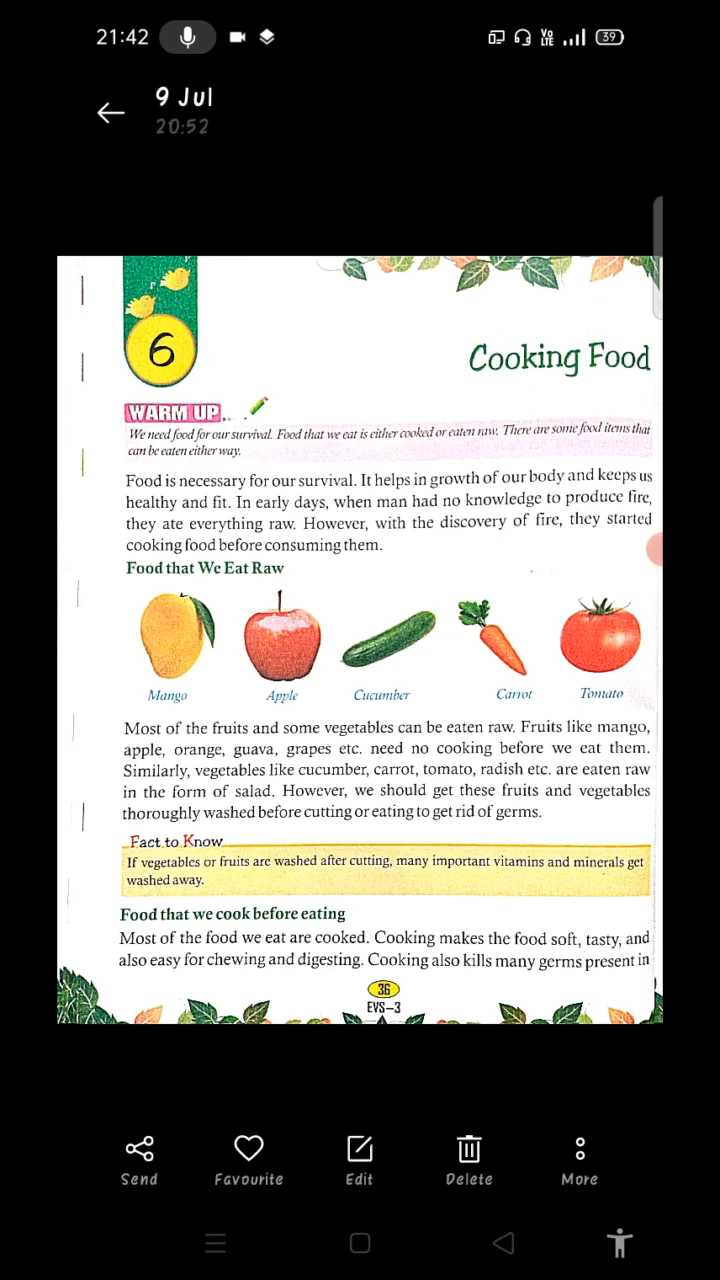 21:42
Vo
LTE
39
9 Jul
20:52
6
Cooking Food
WARM UP...
We need food for our survival. Food that we eat is either cooked or eaten raw. There are some food items that
can be eaten either way.
Food is necessary for our survival. It helps in growth of our body and keeps us
healthy and fit. In early days, when man had no knowledge to produce fire,
they ate everything raw. However, with the discovery of fire, they started
cooking food before consuming them.
Food that We Eat Raw
Mango Apple Cucumber Carrot Tomato
Most of the fruits and some vegetables can be eaten raw. Fruits like mango,
apple, orange, guava, grapes etc. need no cooking before we eat them.
Similarly, vegetables like cucumber, carrot, tomato, radish etc. are eaten raw
in the form of salad. However, we should get these fruits and vegetables
thoroughly washed before cutting or eating to get rid of germs.
Fact to Know
If vegetables or fruits are washed after cutting, many important vitamins and minerals get
washed away.
Food that we cook before eating
Most of the food we eat are cooked. Cooking makes the food soft, tasty, and
also easy for chewing and digesting. Cooking also kills many germs present in
36
EVS–3
Send Favourite Edit Delete More